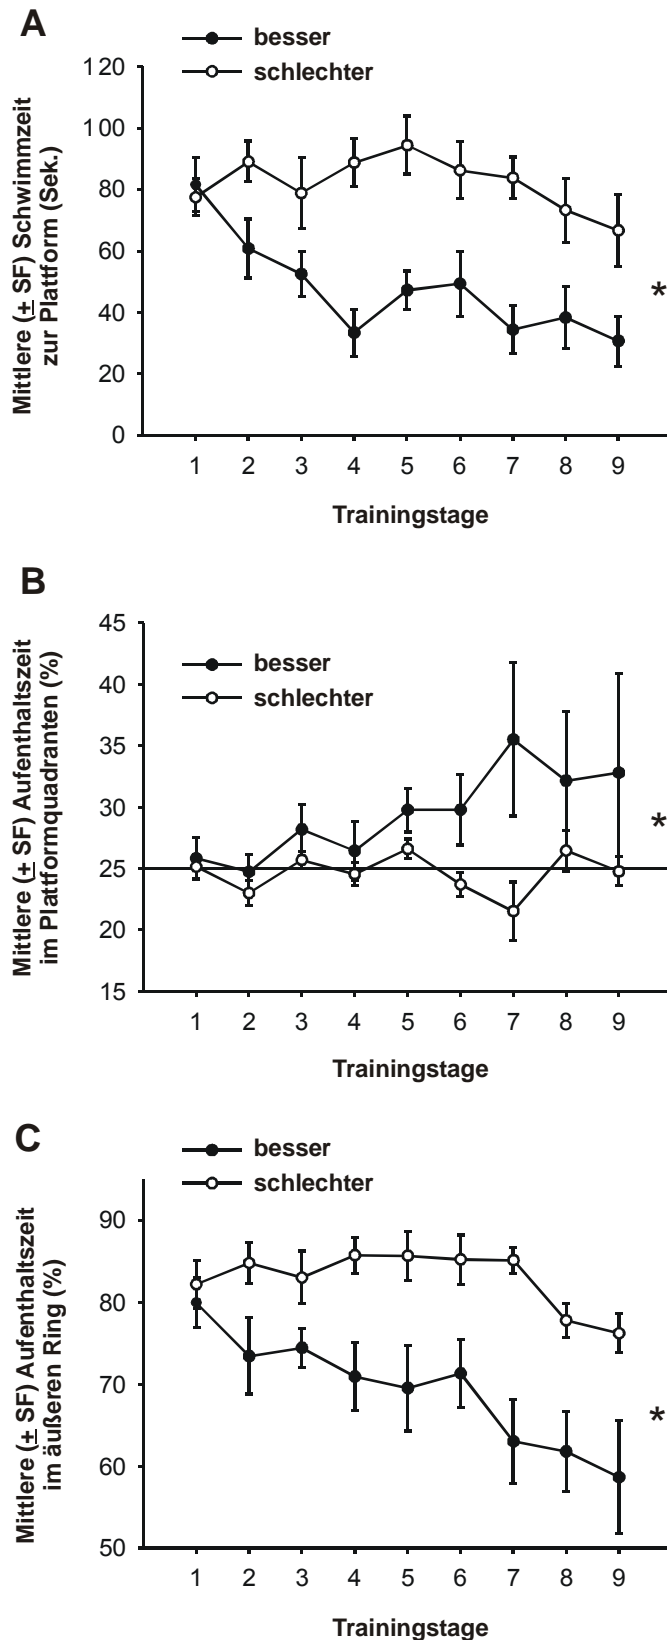 A
besser
schlechter
120
100
80
60
40
20
0
Mittlere (± SF) Schwimmzeit
zur Plattform (Sek.)
*
1 2 3 4 5 6 7 8 9
Trainingstage
B
45
40
35
30
25
20
15
besser
schlechter
Mittlere (± SF) Aufenthaltszeit
im Plattformquadranten (%)
*
1 2 3 4 5 6 7 8 9
Trainingstage
C
besser
schlechter
90
80
70
60
50
Mittlere (± SF) Aufenthaltszeit
im äußeren Ring (%)
*
1 2 3 4 5 6 7 8 9
Trainingstage